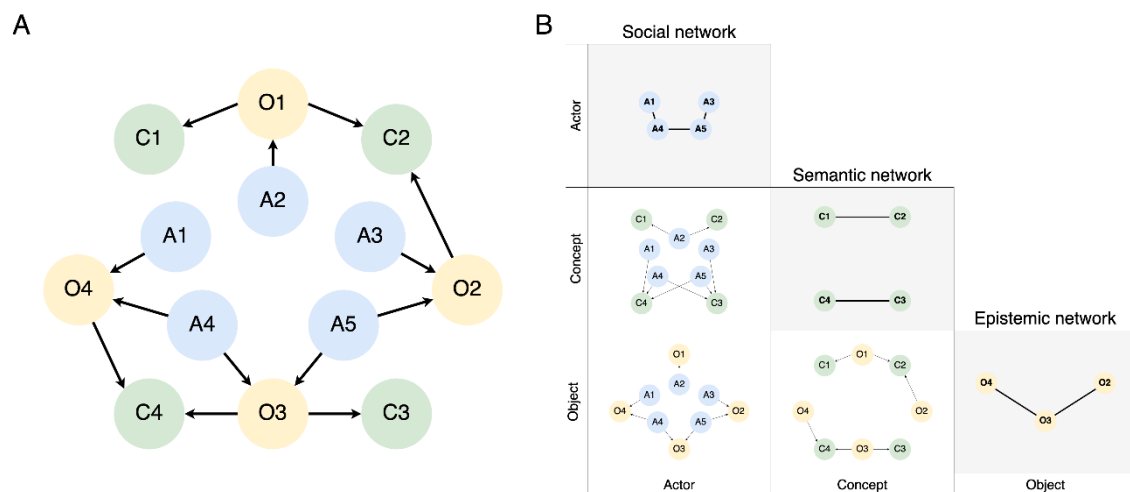 A
O1
C1
C2
A2
A1
A3
O4
O2
A4
A5
C4
O3
C3
B
Social network
Actor
A1
A3
A4
A5
Semantic network
Concept
C1
C2
A2
A1
A3
A4
A5
C4
C3
C1
C2
C4
C3
Epistemic network
Object
O1
A2
A1
A3
O4
O2
A4
A5
O3
C1
O1
C2
O4
O2
C4
O3
C3
O4
O2
O3
Actor
Concept
Object